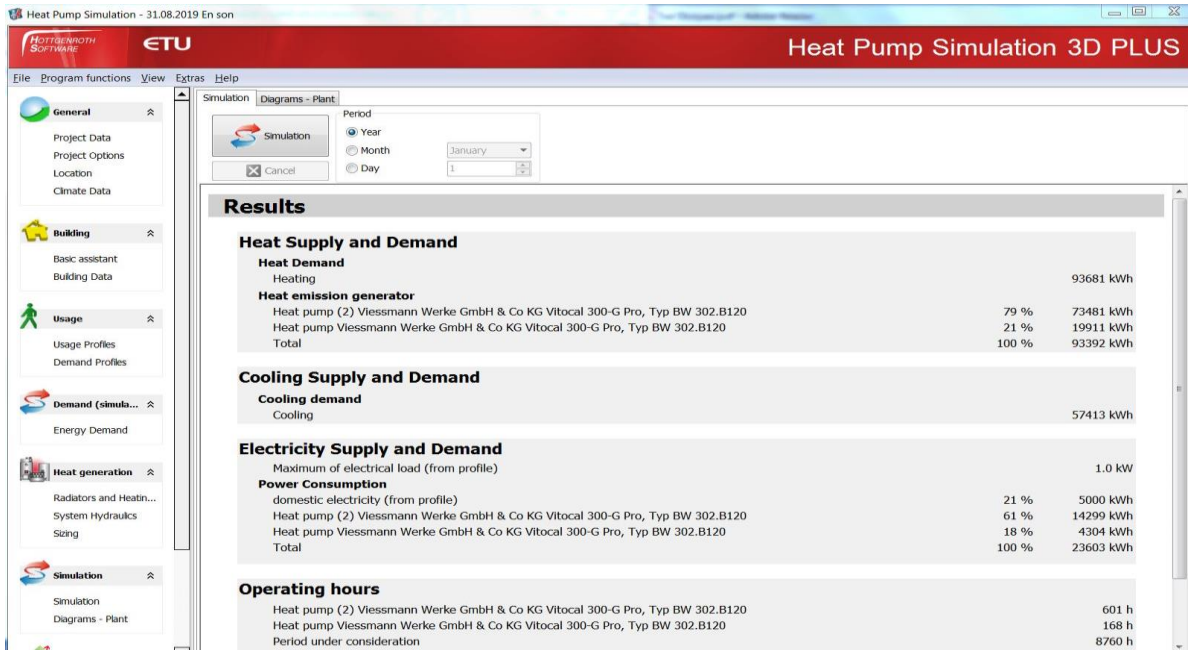 Heat Pump Simulation - 31.08.2019 En son
HOTTGENROTH
SOFTWARE
ETU
Heat Pump Simulation 3D PLUS
File Program functions View Extras Help
General
Project Data
Project Options
Location
Climate Data
Building
Basic assistant
Building Data
Usage
Usage Profiles
Demand Profiles
Demand (simula...
Energy Demand
Heat generation
Radiators and Heatin...
System Hydraulics
Sizing
Simulation
Simulation
Diagrams - Plant
Simulation Diagrams - Plant
Simulation
Cancel
Period
Year
Month January
Day 1
Results
Heat Supply and Demand
Heat Demand
Heating 93681 kWh
Heat emission generator
Heat pump (2) Viessmann Werke GmbH & Co KG Vitocal 300-G Pro, Typ BW 302.B120 79 % 73481 kWh
Heat pump Viessmann Werke GmbH & Co KG Vitocal 300-G Pro, Typ BW 302.B120 21 % 19911 kWh
Total 100 % 93392 kWh
Cooling Supply and Demand
Cooling demand
Cooling 57413 kWh
Electricity Supply and Demand
Maximum of electrical load (from profile) 1.0 kW
Power Consumption
domestic electricity (from profile) 21 % 5000 kWh
Heat pump (2) Viessmann Werke GmbH & Co KG Vitocal 300-G Pro, Typ BW 302.B120 61 % 14299 kWh
Heat pump Viessmann Werke GmbH & Co KG Vitocal 300-G Pro, Typ BW 302.B120 18 % 4304 kWh
Total 100 % 23603 kWh
Operating hours
Heat pump (2) Viessmann Werke GmbH & Co KG Vitocal 300-G Pro, Typ BW 302.B120 601 h
Heat pump Viessmann Werke GmbH & Co KG Vitocal 300-G Pro, Typ BW 302.B120 168 h
Period under consideration 8760 h